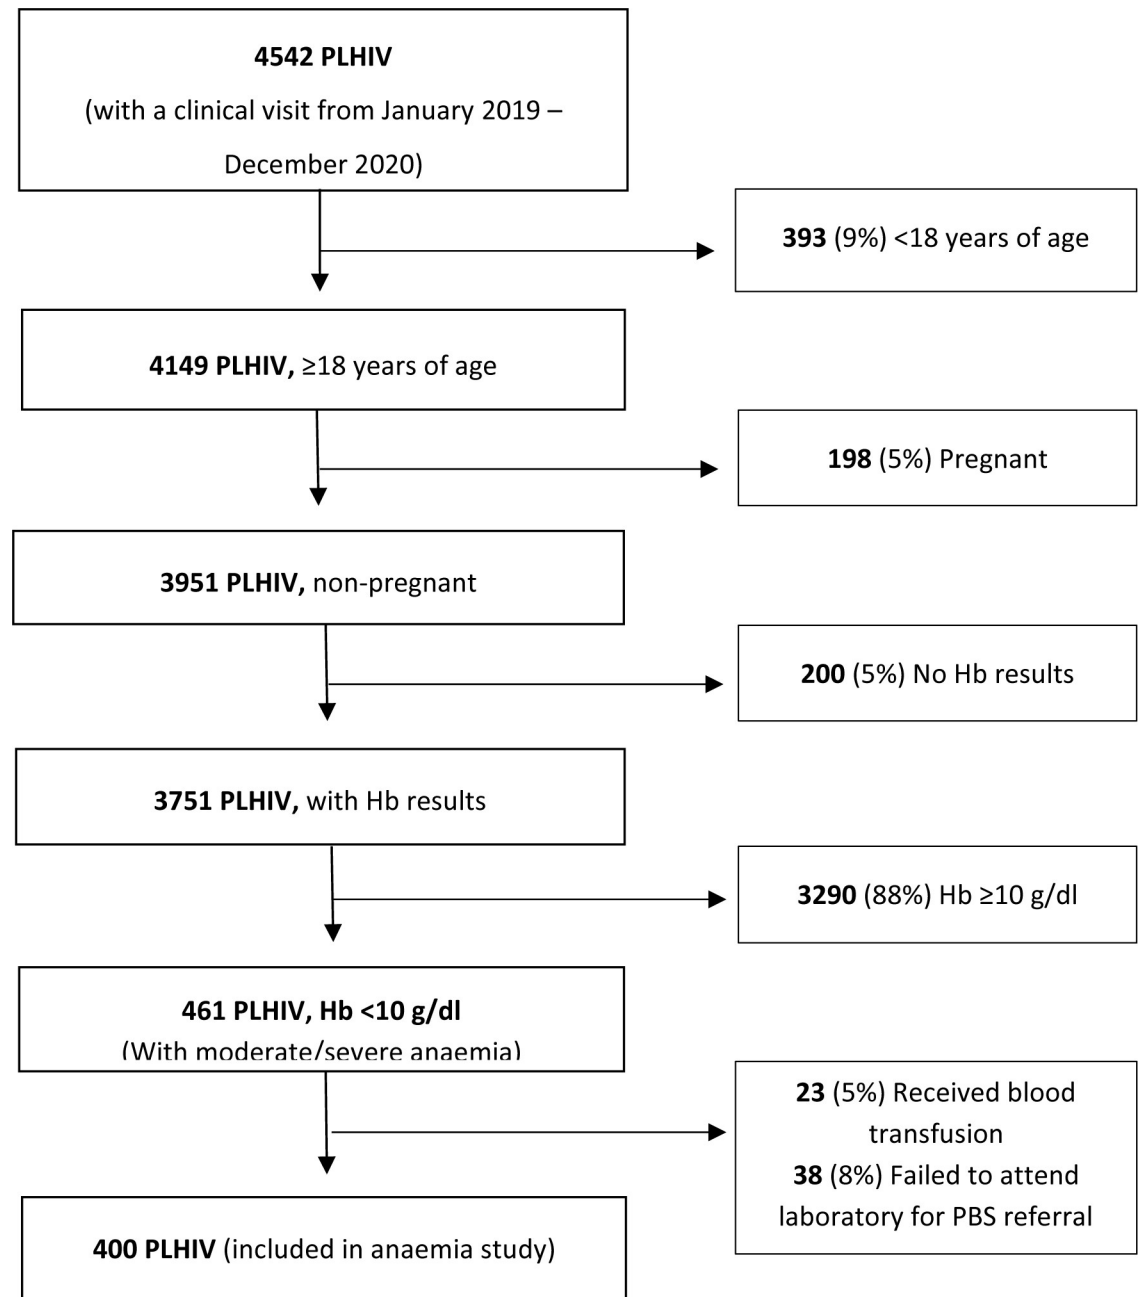 4542 PLHIV
(with a clinical visit from January 2019 –
December 2020)
393 (9%) <18 years of age
4149 PLHIV, ≥18 years of age
198 (5%) Pregnant
3951 PLHIV, non-pregnant
200 (5%) No Hb results
3751 PLHIV, with Hb results
3290 (88%) Hb ≥10 g/dl
461 PLHIV, Hb <10 g/dl
(With moderate/severe anaemia)
23 (5%) Received blood
transfusion
38 (8%) Failed to attend
laboratory for PBS referral
400 PLHIV (included in anaemia study)